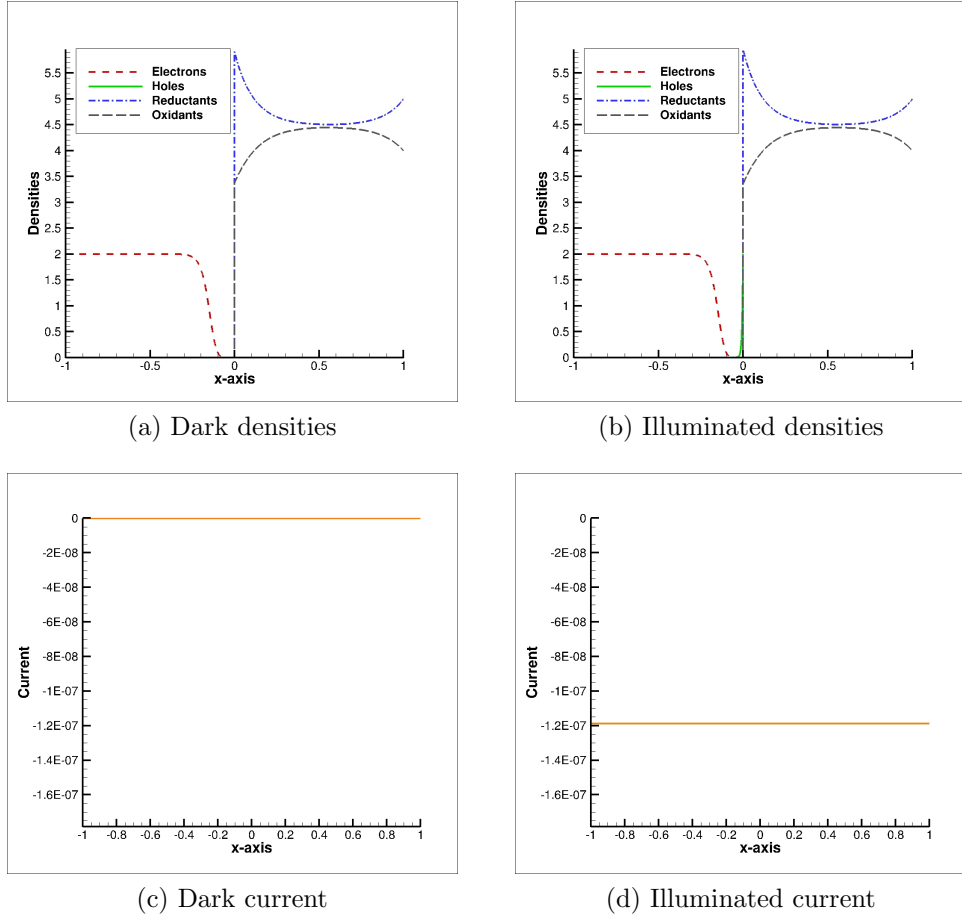 Electrons
Holes
Reductants
Oxidants
Densities
5.5
5
4.5
4
3.5
3
2.5
2
1.5
1
0.5
0
-1 -0.5 0 0.5 1
x-axis
(a) Dark densities
Electrons
Holes
Reductants
Oxidants
Densities
5.5
5
4.5
4
3.5
3
2.5
2
1.5
1
0.5
0
-1 -0.5 0 0.5 1
x-axis
(b) Illuminated densities
Current
0
-2E-08
-4E-08
-6E-08
-8E-08
-1E-07
-1.2E-07
-1.4E-07
-1.6E-07
-1 -0.8 -0.6 -0.4 -0.2 0 0.2 0.4 0.6 0.8 1
x-axis
(c) Dark current
Current
0
-2E-08
-4E-08
-6E-08
-8E-08
-1E-07
-1.2E-07
-1.4E-07
-1.6E-07
-1 -0.8 -0.6 -0.4 -0.2 0 0.2 0.4 0.6 0.8 1
x-axis
(d) Illuminated current